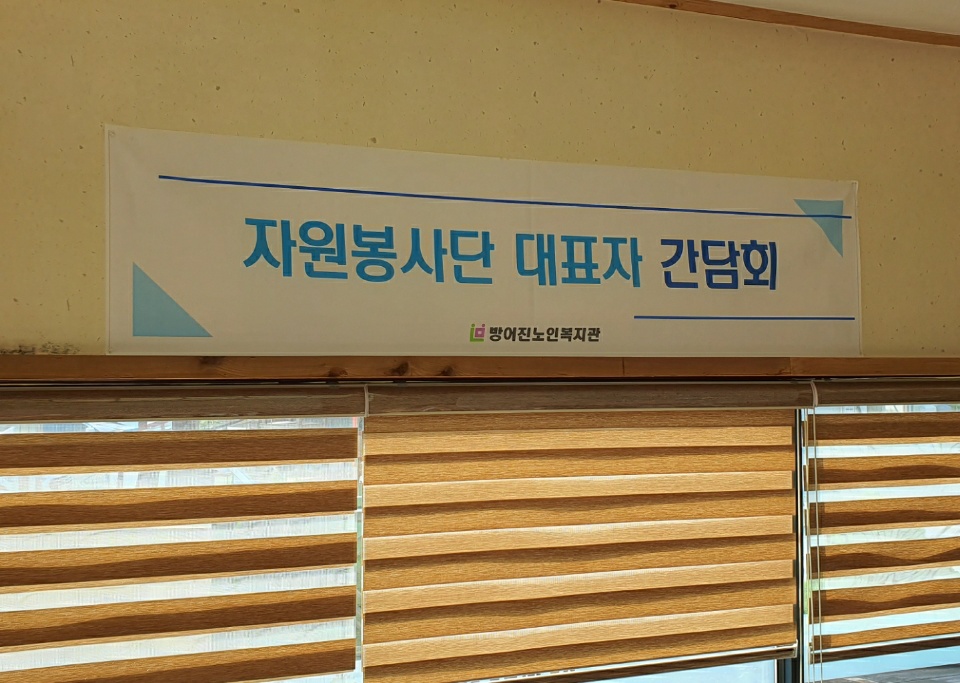 자원봉사단 대표자 간담회
방어진노인복지관